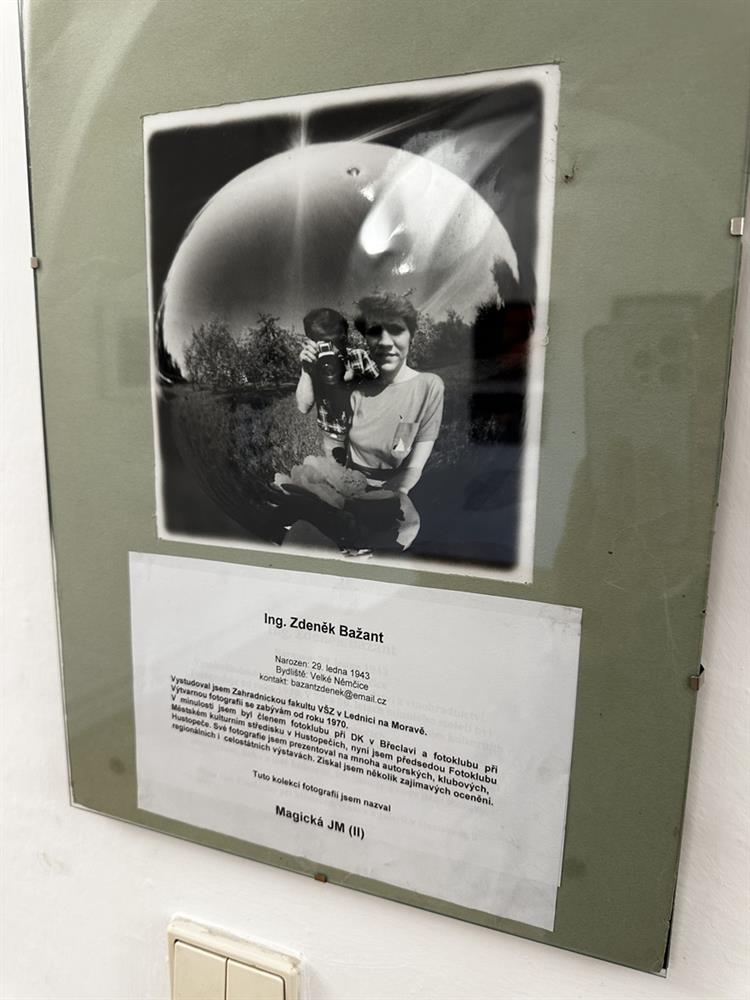 Ing. Zdeněk Bažant
Narozen: 29. ledna 1943
Bydliště: Velké Němčice
kontakt: bazantzdenek@email.cz
Vystudoval jsem Zahradnickou fakultu VŠZ v Lednici na Moravě.
Výtvarnou fotografií se zabývám od roku 1970.
V minulosti jsem byl členem fotoklubu při DK v Břeclavi a fotoklubu při
Městském kulturním středisku v Hustopečích, nyní jsem předsedou Fotoklubu
Hustopeče. Své fotografie jsem prezentoval na mnoha autorských, klubových,
regionálních i celostátních výstavách. Získal jsem několik zajímavých ocenění.
Tuto kolekci fotografií jsem nazval
Magická JM (II)